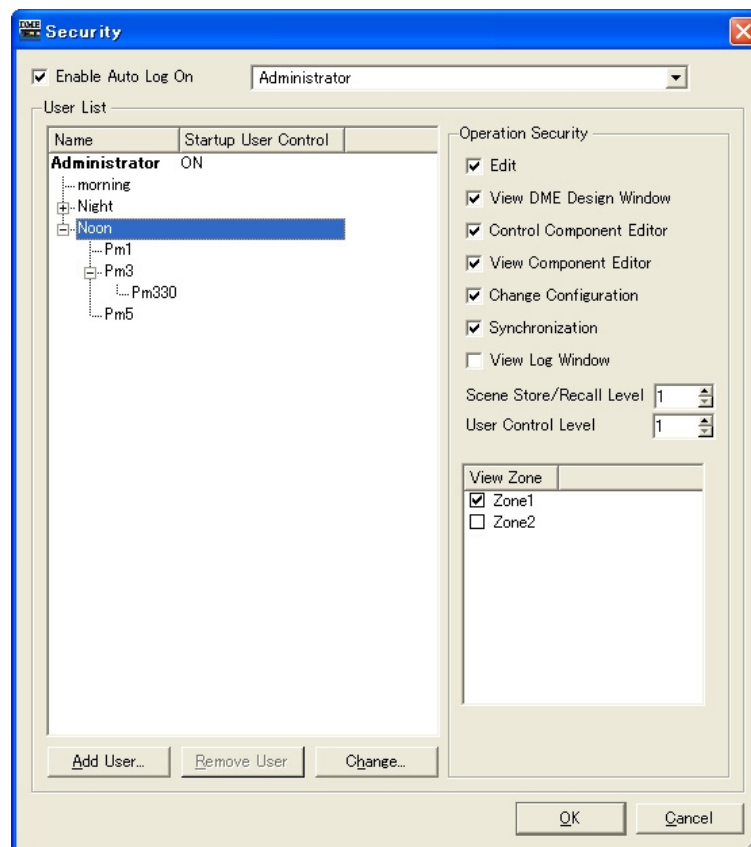 DME
Security
Enable Auto Log On
Administrator
User List
Name
Startup User Control
Administrator
ON
morning
Night
Noon
Pm1
Pm3
Pm330
Pm5
Add User...
Remove User
Change...
Operation Security
Edit
View DME Design Window
Control Component Editor
View Component Editor
Change Configuration
Synchronization
View Log Window
Scene Store/Recall Level
1
User Control Level
1
View Zone
Zone1
Zone2
OK
Cancel